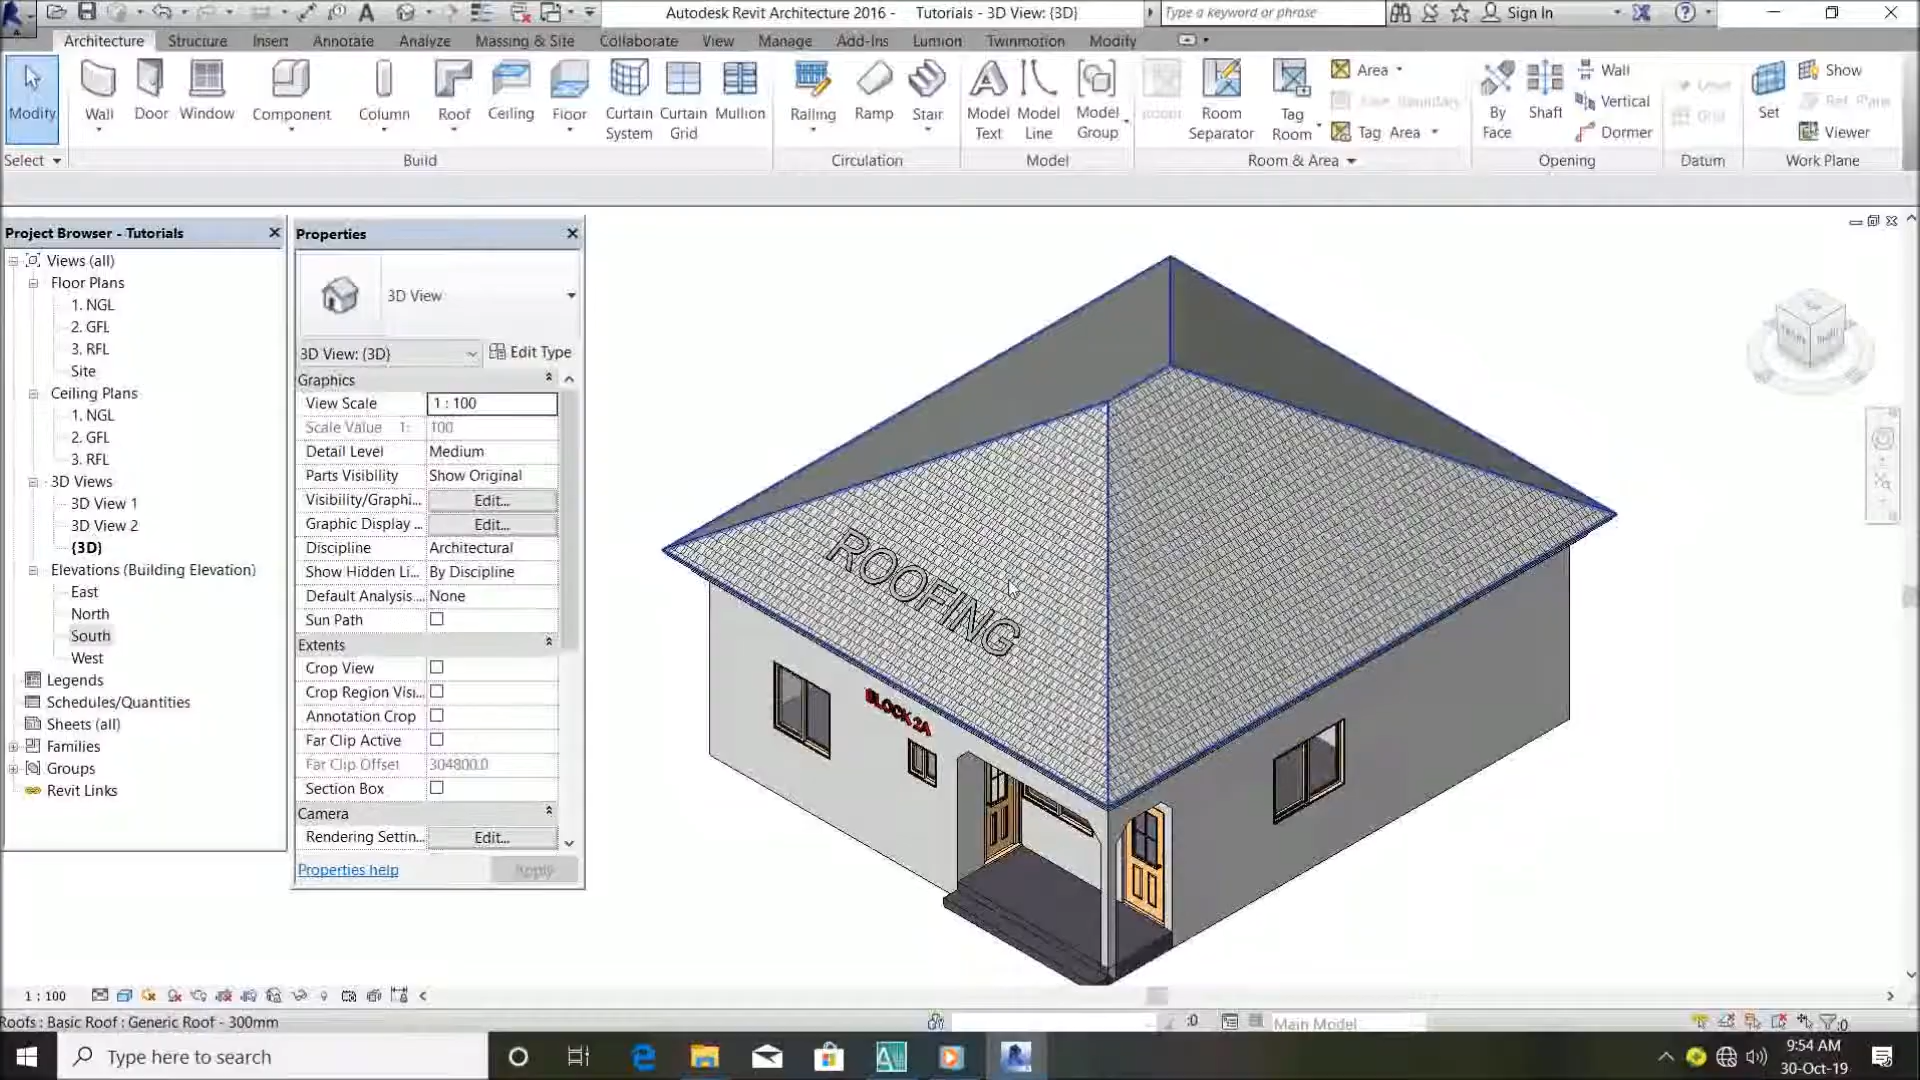 Autodesk Revit Architecture 2016 - Tutorials - 3D View: {3D}
Type a keyword or phrase
Sign In
Architecture Structure Insert Annotate Analyze Massing & Site Collaborate View Manage Add-Ins Lumion Twinmotion Modify
Modify
Wall Door Window Component Column Roof Ceiling Floor
Curtain System
Curtain Grid
Mullion
Railing Ramp Stair
Model Text
Model Line
Model Group
Room
Room Separator
Tag Room
Area
Area Boundary
Tag Area
By Face
Shaft
Wall
Vertical
Dormer
Level
Grid
Set
Show
Ref Plane
Viewer
Select Build Circulation Model Room & Area Opening Datum Work Plane
Project Browser - Tutorials
Views (all)
Floor Plans
1. NGL
2. GFL
3. RFL
Site
Ceiling Plans
1. NGL
2. GFL
3. RFL
3D Views
3D View 1
3D View 2
{3D}
Elevations (Building Elevation)
East
North
South
West
Legends
Schedules/Quantities
Sheets (all)
Families
Groups
Revit Links
Properties
3D View
3D View: {3D} Edit Type
Graphics
View Scale 1 : 100
Scale Value 1: 100
Detail Level Medium
Parts Visibility Show Original
Visibility/Graphi... Edit...
Graphic Display ... Edit...
Discipline Architectural
Show Hidden Li... By Discipline
Default Analysis... None
Sun Path
Extents
Crop View
Crop Region Visi...
Annotation Crop
Far Clip Active
Far Clip Offset 304800.0
Section Box
Camera
Rendering Settin... Edit...
Properties help Apply
ROOFING
BLOCK 2A
1 : 100
Roofs : Basic Roof : Generic Roof - 300mm
:0
Main Model
:0
Type here to search
9:54 AM
30-Oct-19